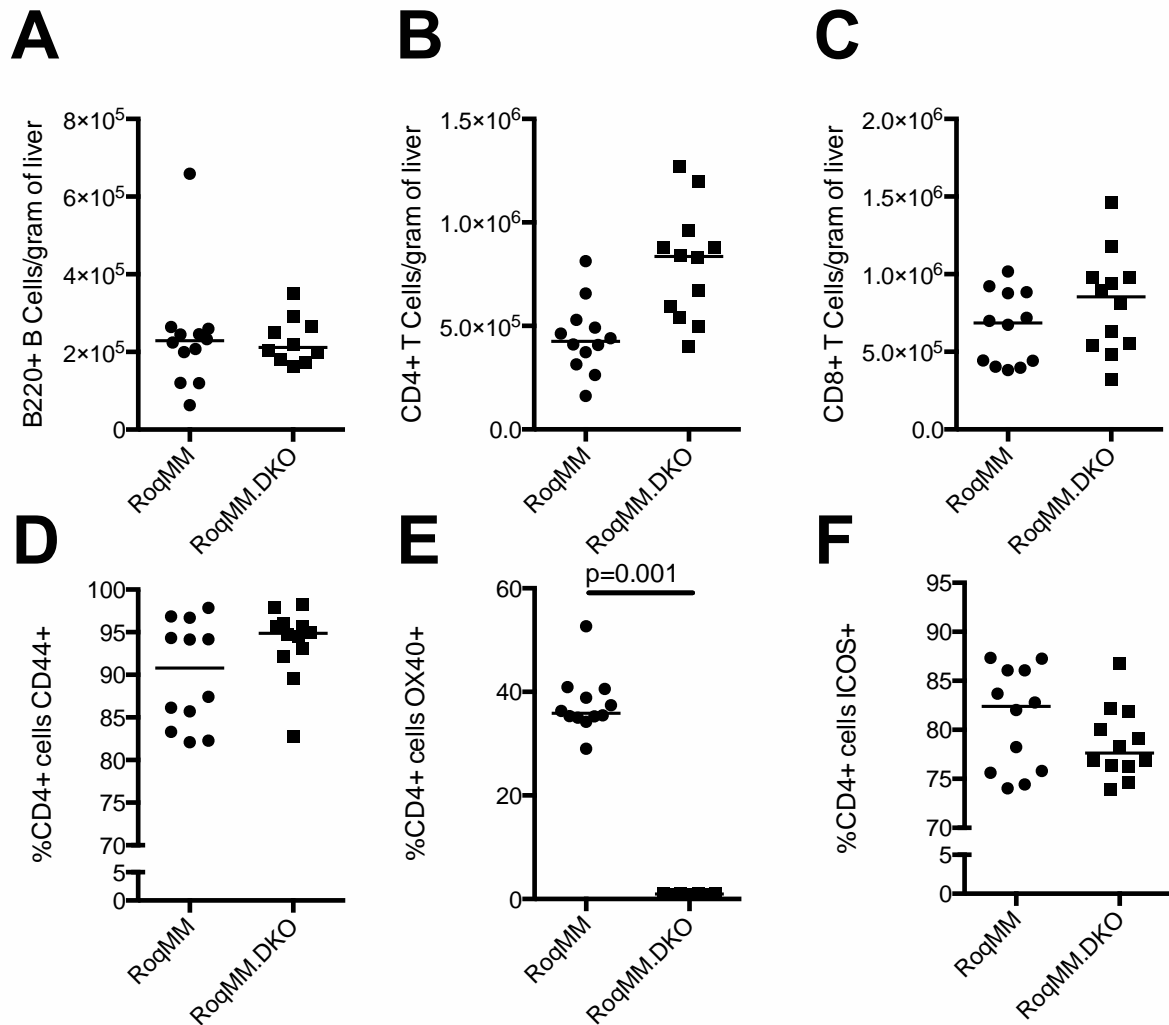 A
B
C
B220+ B Cells/gram of liver
8×10⁵
6×10⁵
4×10⁵
2×10⁵
0
RoqMM
RoqMM.DKO
CD4+ T Cells/gram of liver
1.5×10⁶
1.0×10⁶
5.0×10⁵
0.0
RoqMM
RoqMM.DKO
CD8+ T Cells/gram of liver
2.0×10⁶
1.5×10⁶
1.0×10⁶
5.0×10⁵
0.0
RoqMM
RoqMM.DKO
D
E
F
%CD4+ cells CD44+
100
95
90
85
80
75
70
5
0
RoqMM
RoqMM.DKO
%CD4+ cells OX40+
p=0.001
60
40
20
0
RoqMM
RoqMM.DKO
%CD4+ cells ICOS+
95
90
85
80
75
70
5
0
RoqMM
RoqMM.DKO